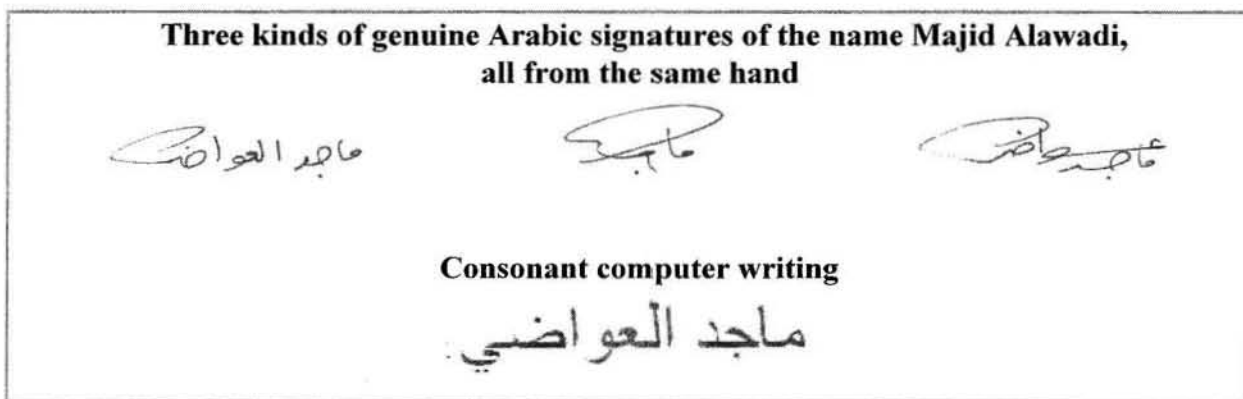 Three kinds of genuine Arabic signatures of the name Majid Alawadi,
all from the same hand
ماجد العواضي
ماجد
Consonant computer writing
ماجد العواضي